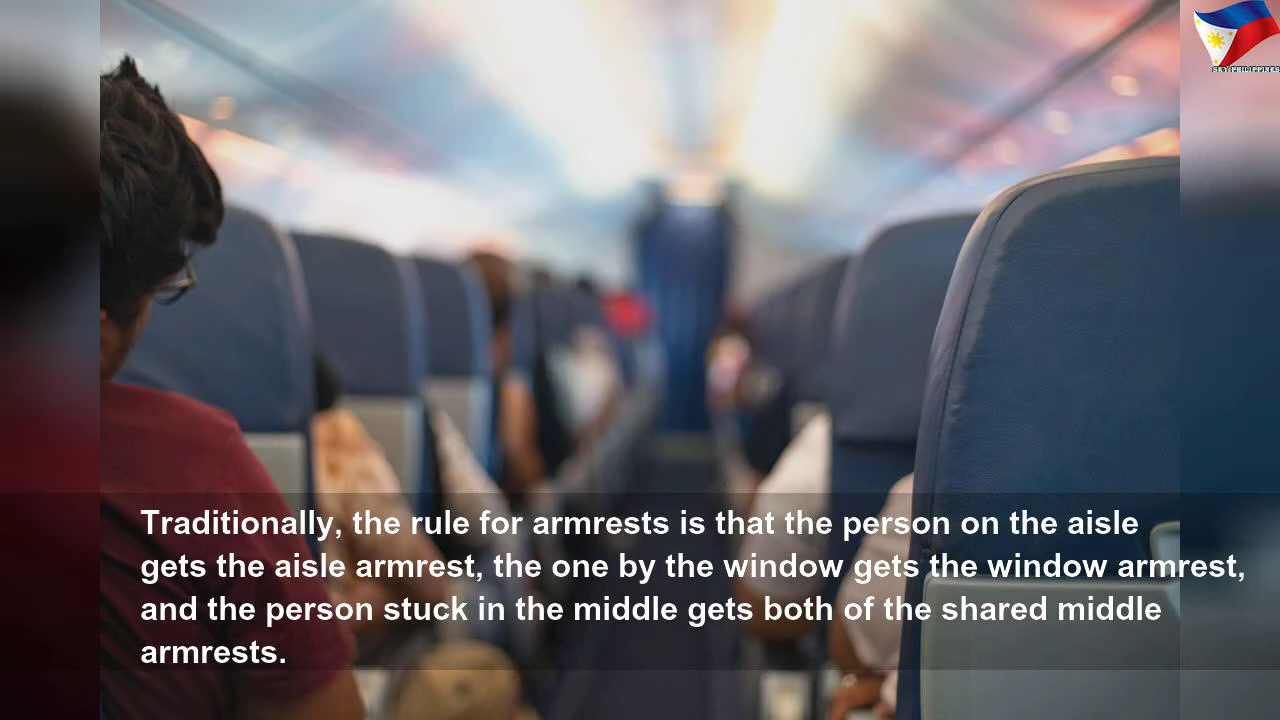 SKY PHILIPPINES
Traditionally, the rule for armrests is that the person on the aisle
gets the aisle armrest, the one by the window gets the window armrest,
and the person stuck in the middle gets both of the shared middle
armrests.